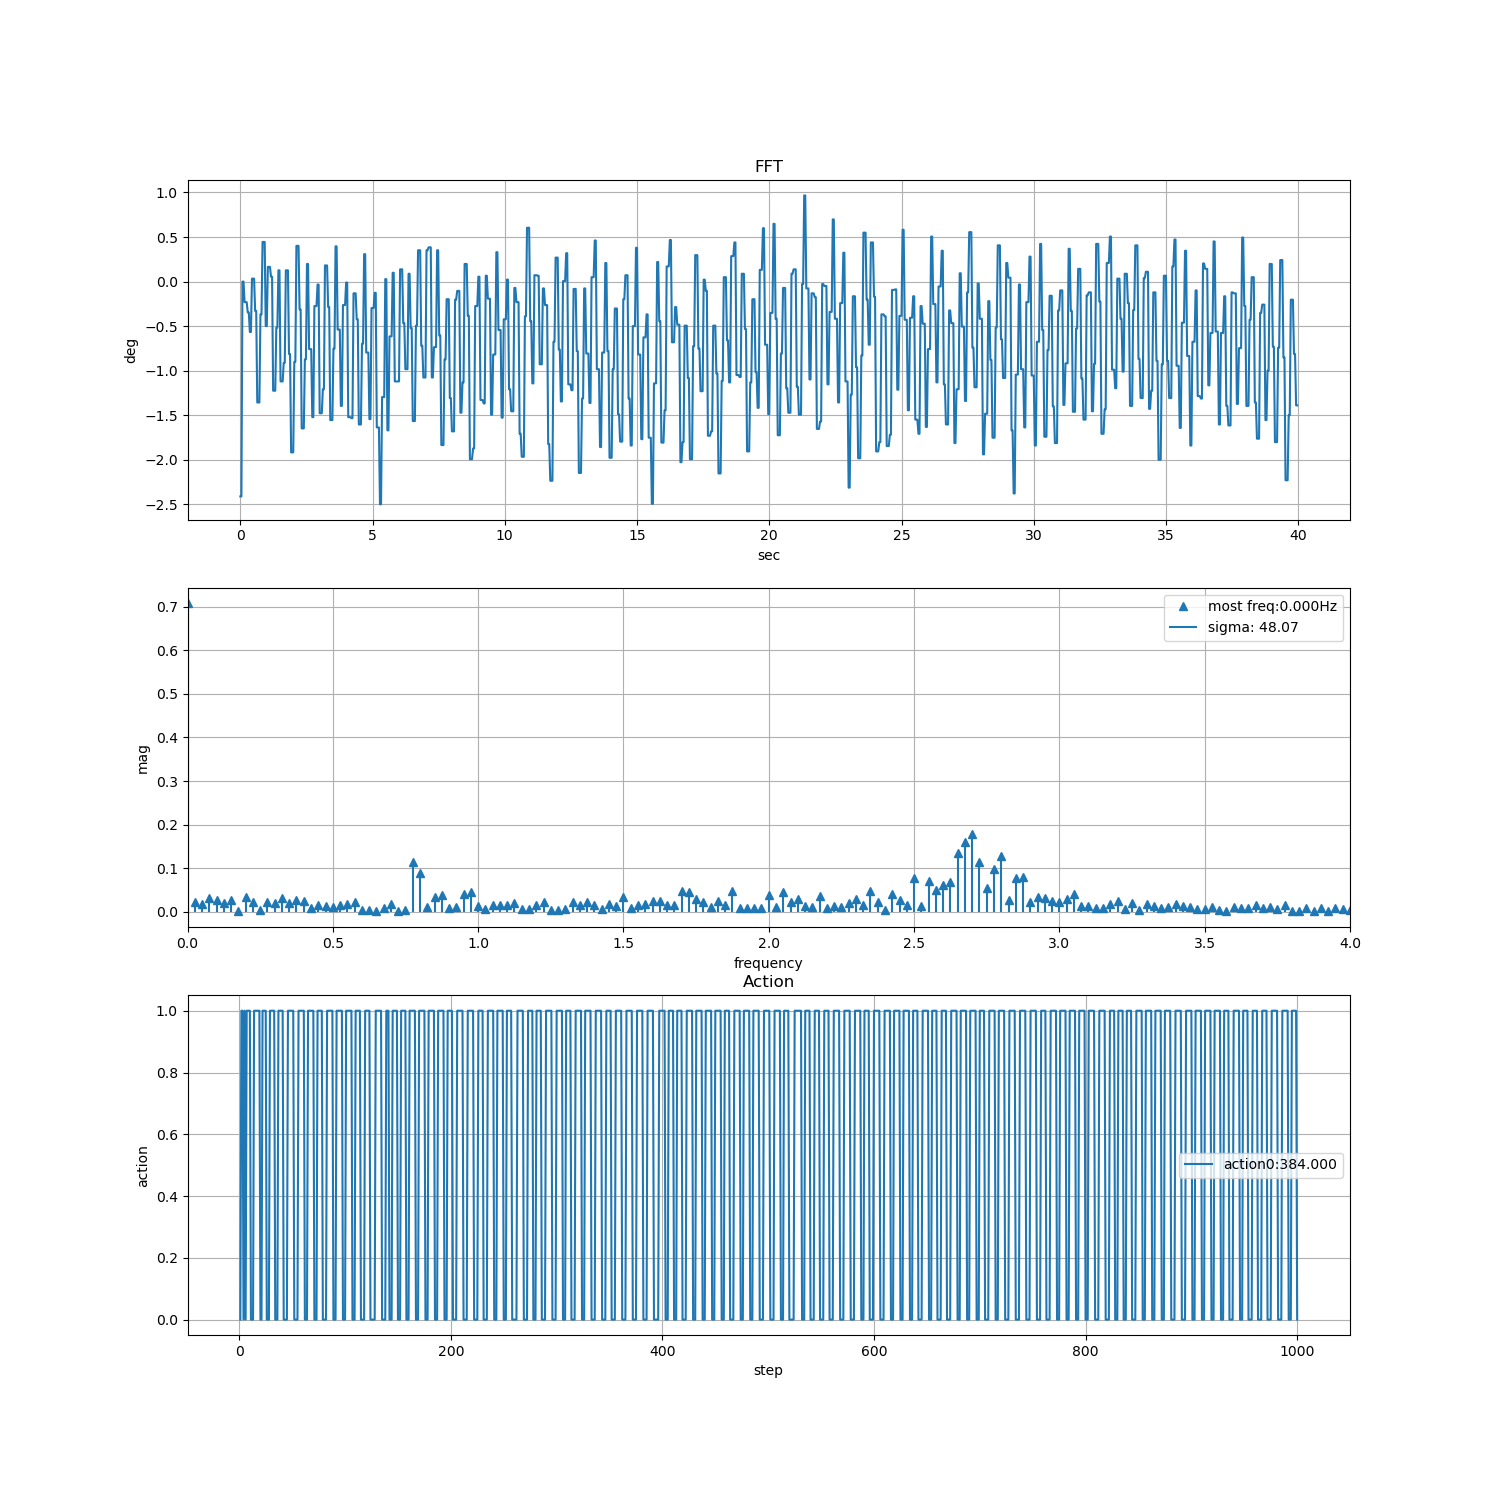 FFT
1.0
0.5
0.0
−0.5
−1.0
−1.5
−2.0
−2.5
deg
0 5 10 15 20 25 30 35 40
sec
0.7
0.6
0.5
0.4
0.3
0.2
0.1
0.0
mag
most freq:0.000Hz
sigma: 48.07
0.0 0.5 1.0 1.5 2.0 2.5 3.0 3.5 4.0
frequency
Action
1.0
0.8
0.6
0.4
0.2
0.0
action
action0:384.000
0 200 400 600 800 1000
step